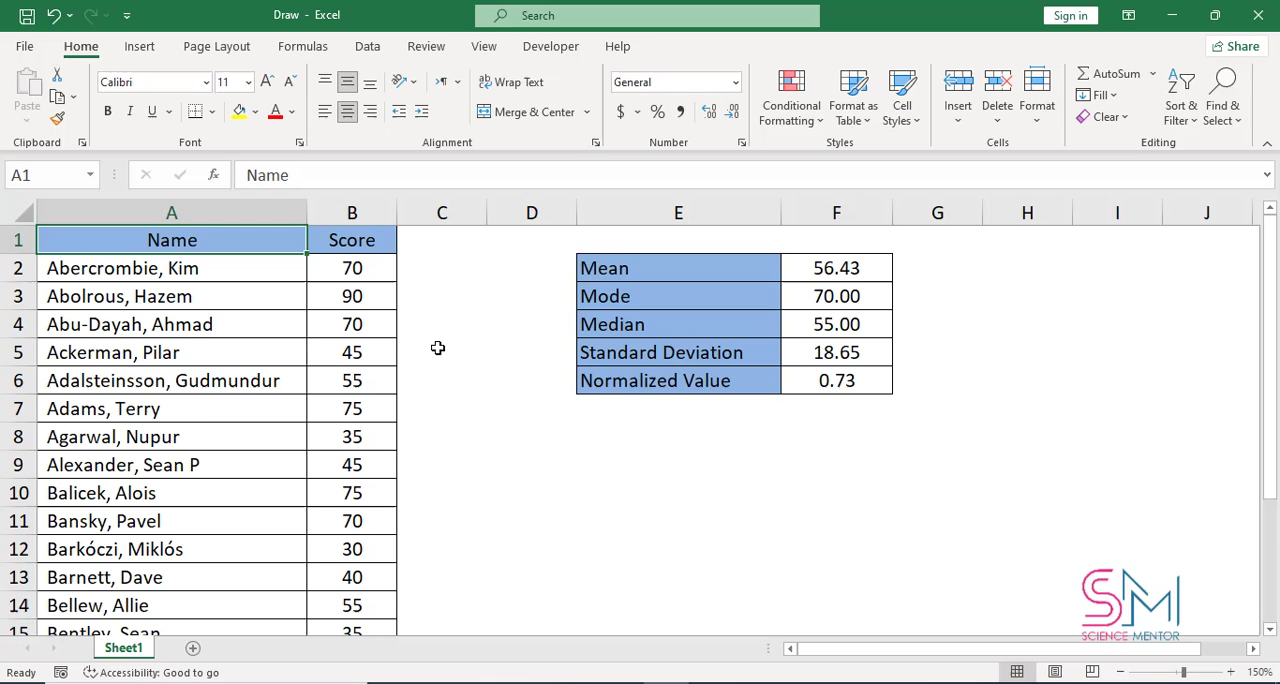 Draw - Excel
Search
Sign in
File Home Insert Page Layout Formulas Data Review View Developer Help
Share
Paste
Calibri 11
B I U
Wrap Text
Merge & Center
General
$ % ,
Conditional Formatting
Format as Table
Cell Styles
Insert
Delete
Format
AutoSum
Fill
Clear
Sort & Filter
Find & Select
Clipboard Font Alignment Number Styles Cells Editing
A1 fx Name
A B C D E F G H I J
1 Name Score
2 Abercrombie, Kim 70 Mean 56.43
3 Abolrous, Hazem 90 Mode 70.00
4 Abu-Dayah, Ahmad 70 Median 55.00
5 Ackerman, Pilar 45 Standard Deviation 18.65
6 Adalsteinsson, Gudmundur 55 Normalized Value 0.73
7 Adams, Terry 75
8 Agarwal, Nupur 35
9 Alexander, Sean P 45
10 Balicek, Alois 75
11 Bansky, Pavel 70
12 Barkóczi, Miklós 30
13 Barnett, Dave 40
14 Bellew, Allie 55
15 Bentley, Sean 35
SM
SCIENCE MENTOR
Sheet1
Ready Accessibility: Good to go 150%